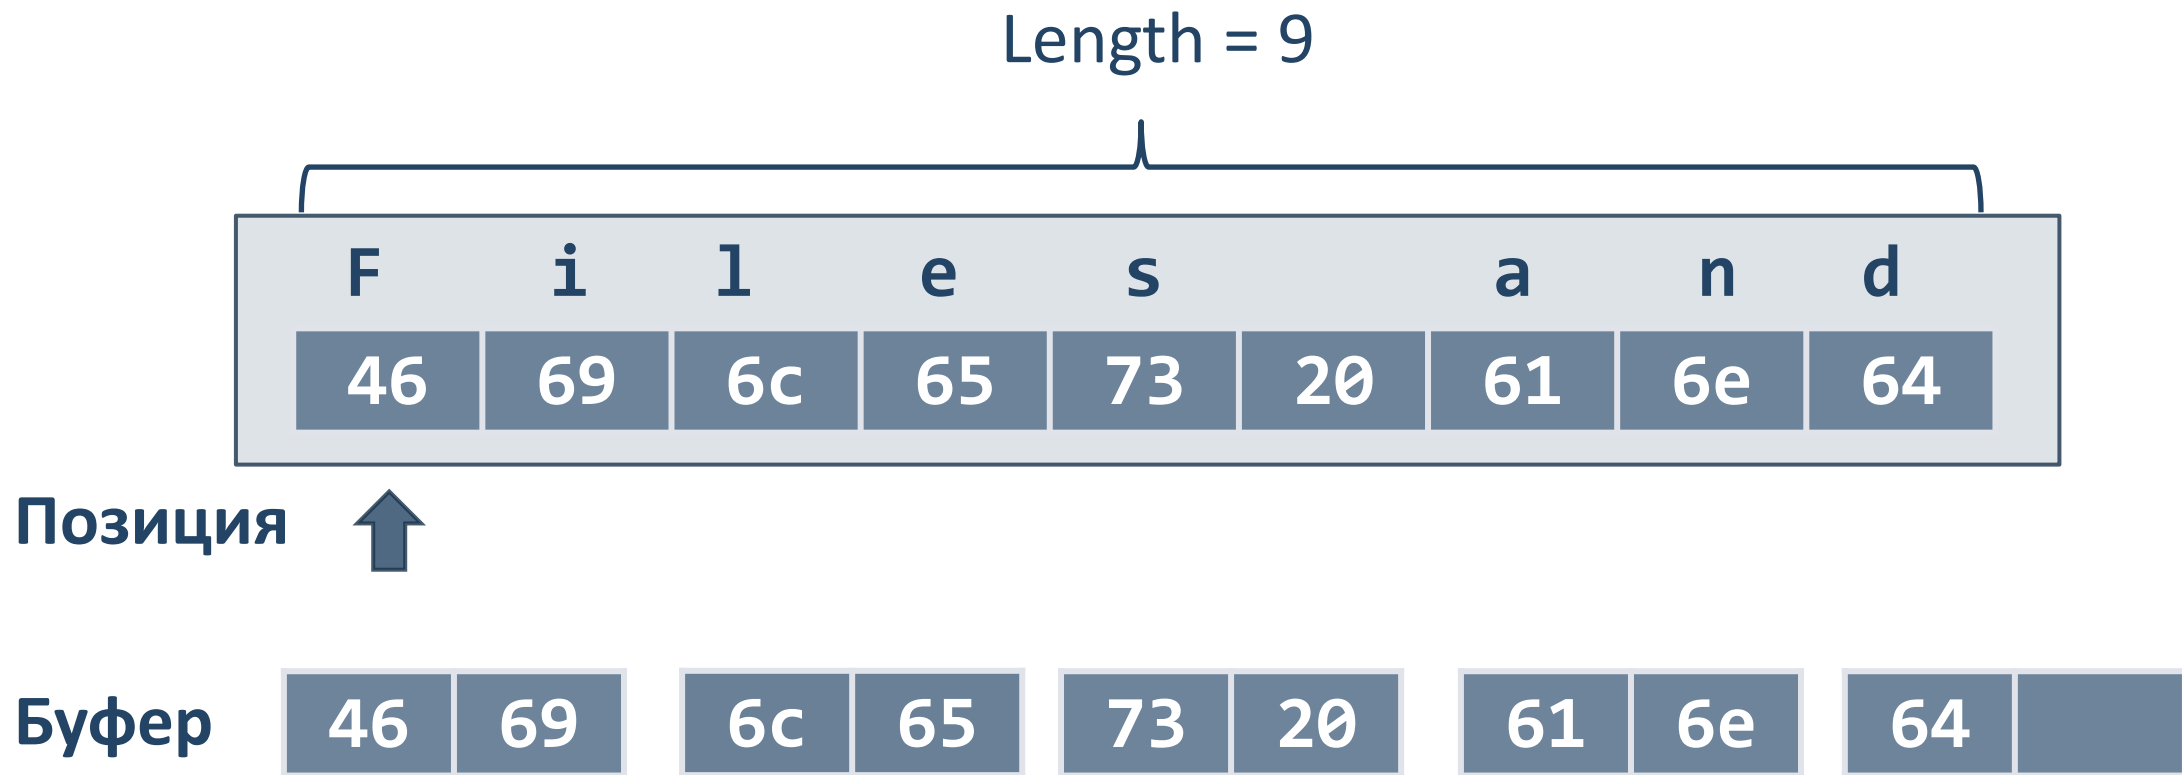 Length = 9
F i l e s a n d
46 69 6c 65 73 20 61 6e 64
Позиция
Буфер 46 69 6c 65 73 20 61 6e 64